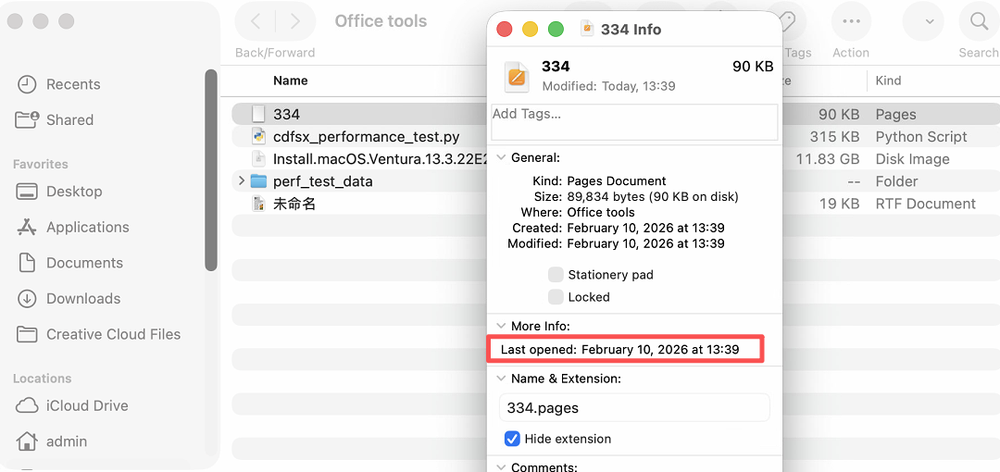 Office tools
Back/Forward
Tags
Action
Search
Recents
Shared
Favorites
Desktop
Applications
Documents
Downloads
Creative Cloud Files
Locations
iCloud Drive
admin
Name
Kind
334
90 KB
Pages
cdfsx_performance_test.py
315 KB
Python Script
Install.macOS.Ventura.13.3.22E2
11.83 GB
Disk Image
perf_test_data
--
Folder
未命名
19 KB
RTF Document
334 Info
334
90 KB
Modified: Today, 13:39
Add Tags...
General:
Kind: Pages Document
Size: 89,834 bytes (90 KB on disk)
Where: Office tools
Created: February 10, 2026 at 13:39
Modified: February 10, 2026 at 13:39
Stationery pad
Locked
More Info:
Last opened: February 10, 2026 at 13:39
Name & Extension:
334.pages
Hide extension
Comments: